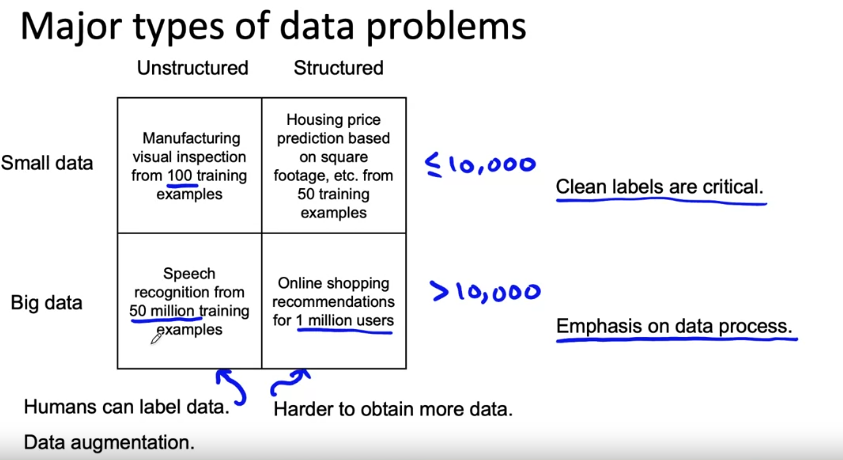 Major types of data problems
Unstructured
Structured
Small data
Manufacturing
visual inspection
from 100 training
examples
Housing price
prediction based
on square
footage, etc. from
50 training
examples
≤10,000
Clean labels are critical.
Big data
Speech
recognition from
50 million training
examples
Online shopping
recommendations
for 1 million users
>10,000
Emphasis on data process.
Humans can label data.
Data augmentation.
Harder to obtain more data.